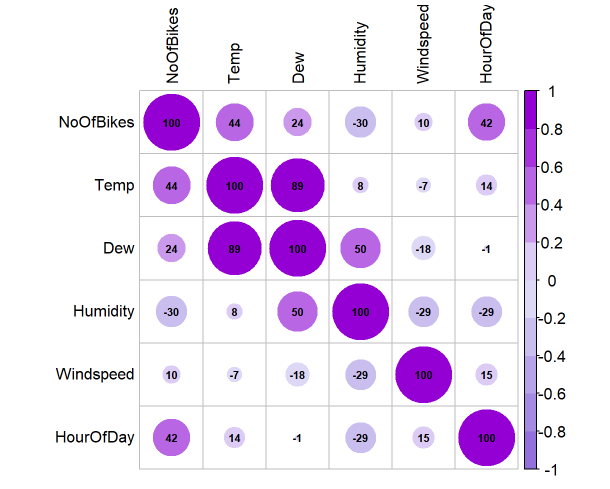 NoOfBikes Temp Dew Humidity Windspeed HourOfDay
NoOfBikes 100 44 24 -30 10 42
Temp 44 100 89 8 -7 14
Dew 24 89 100 50 -18 -1
Humidity -30 8 50 100 -29 -29
Windspeed 10 -7 -18 -29 100 15
HourOfDay 42 14 -1 -29 15 100
1
0.8
0.6
0.4
0.2
0
-0.2
-0.4
-0.6
-0.8
-1